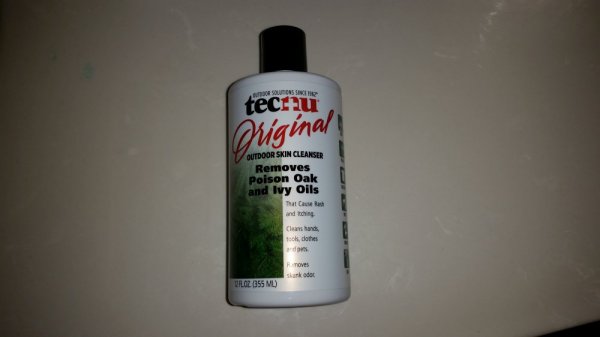 OUTDOOR SOLUTIONS SINCE 1962
tecnu
Original
OUTDOOR SKIN CLEANSER
Removes
Poison Oak
and Ivy Oils
That Cause Rash
and Itching.
Cleans hands,
tools, clothes
and pets.
Removes
skunk odor.
12 FL.OZ. (355 ML)